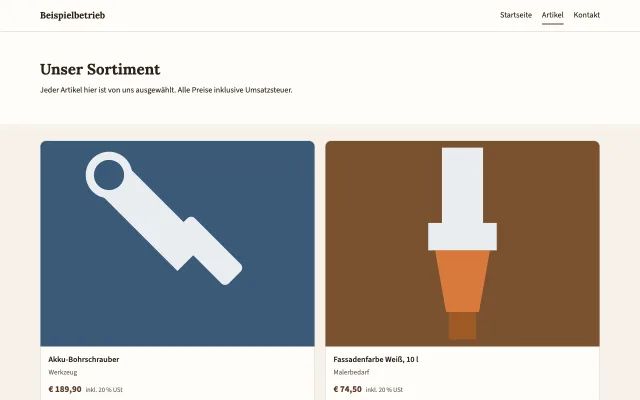 Beispielbetrieb
Startseite Artikel Kontakt
Unser Sortiment
Jeder Artikel hier ist von uns ausgewählt. Alle Preise inklusive Umsatzsteuer.
Akku-Bohrschrauber
Werkzeug
€ 189,90 inkl. 20 % USt
Fassadenfarbe Weiß, 10 l
Malerbedarf
€ 74,50 inkl. 20 % USt